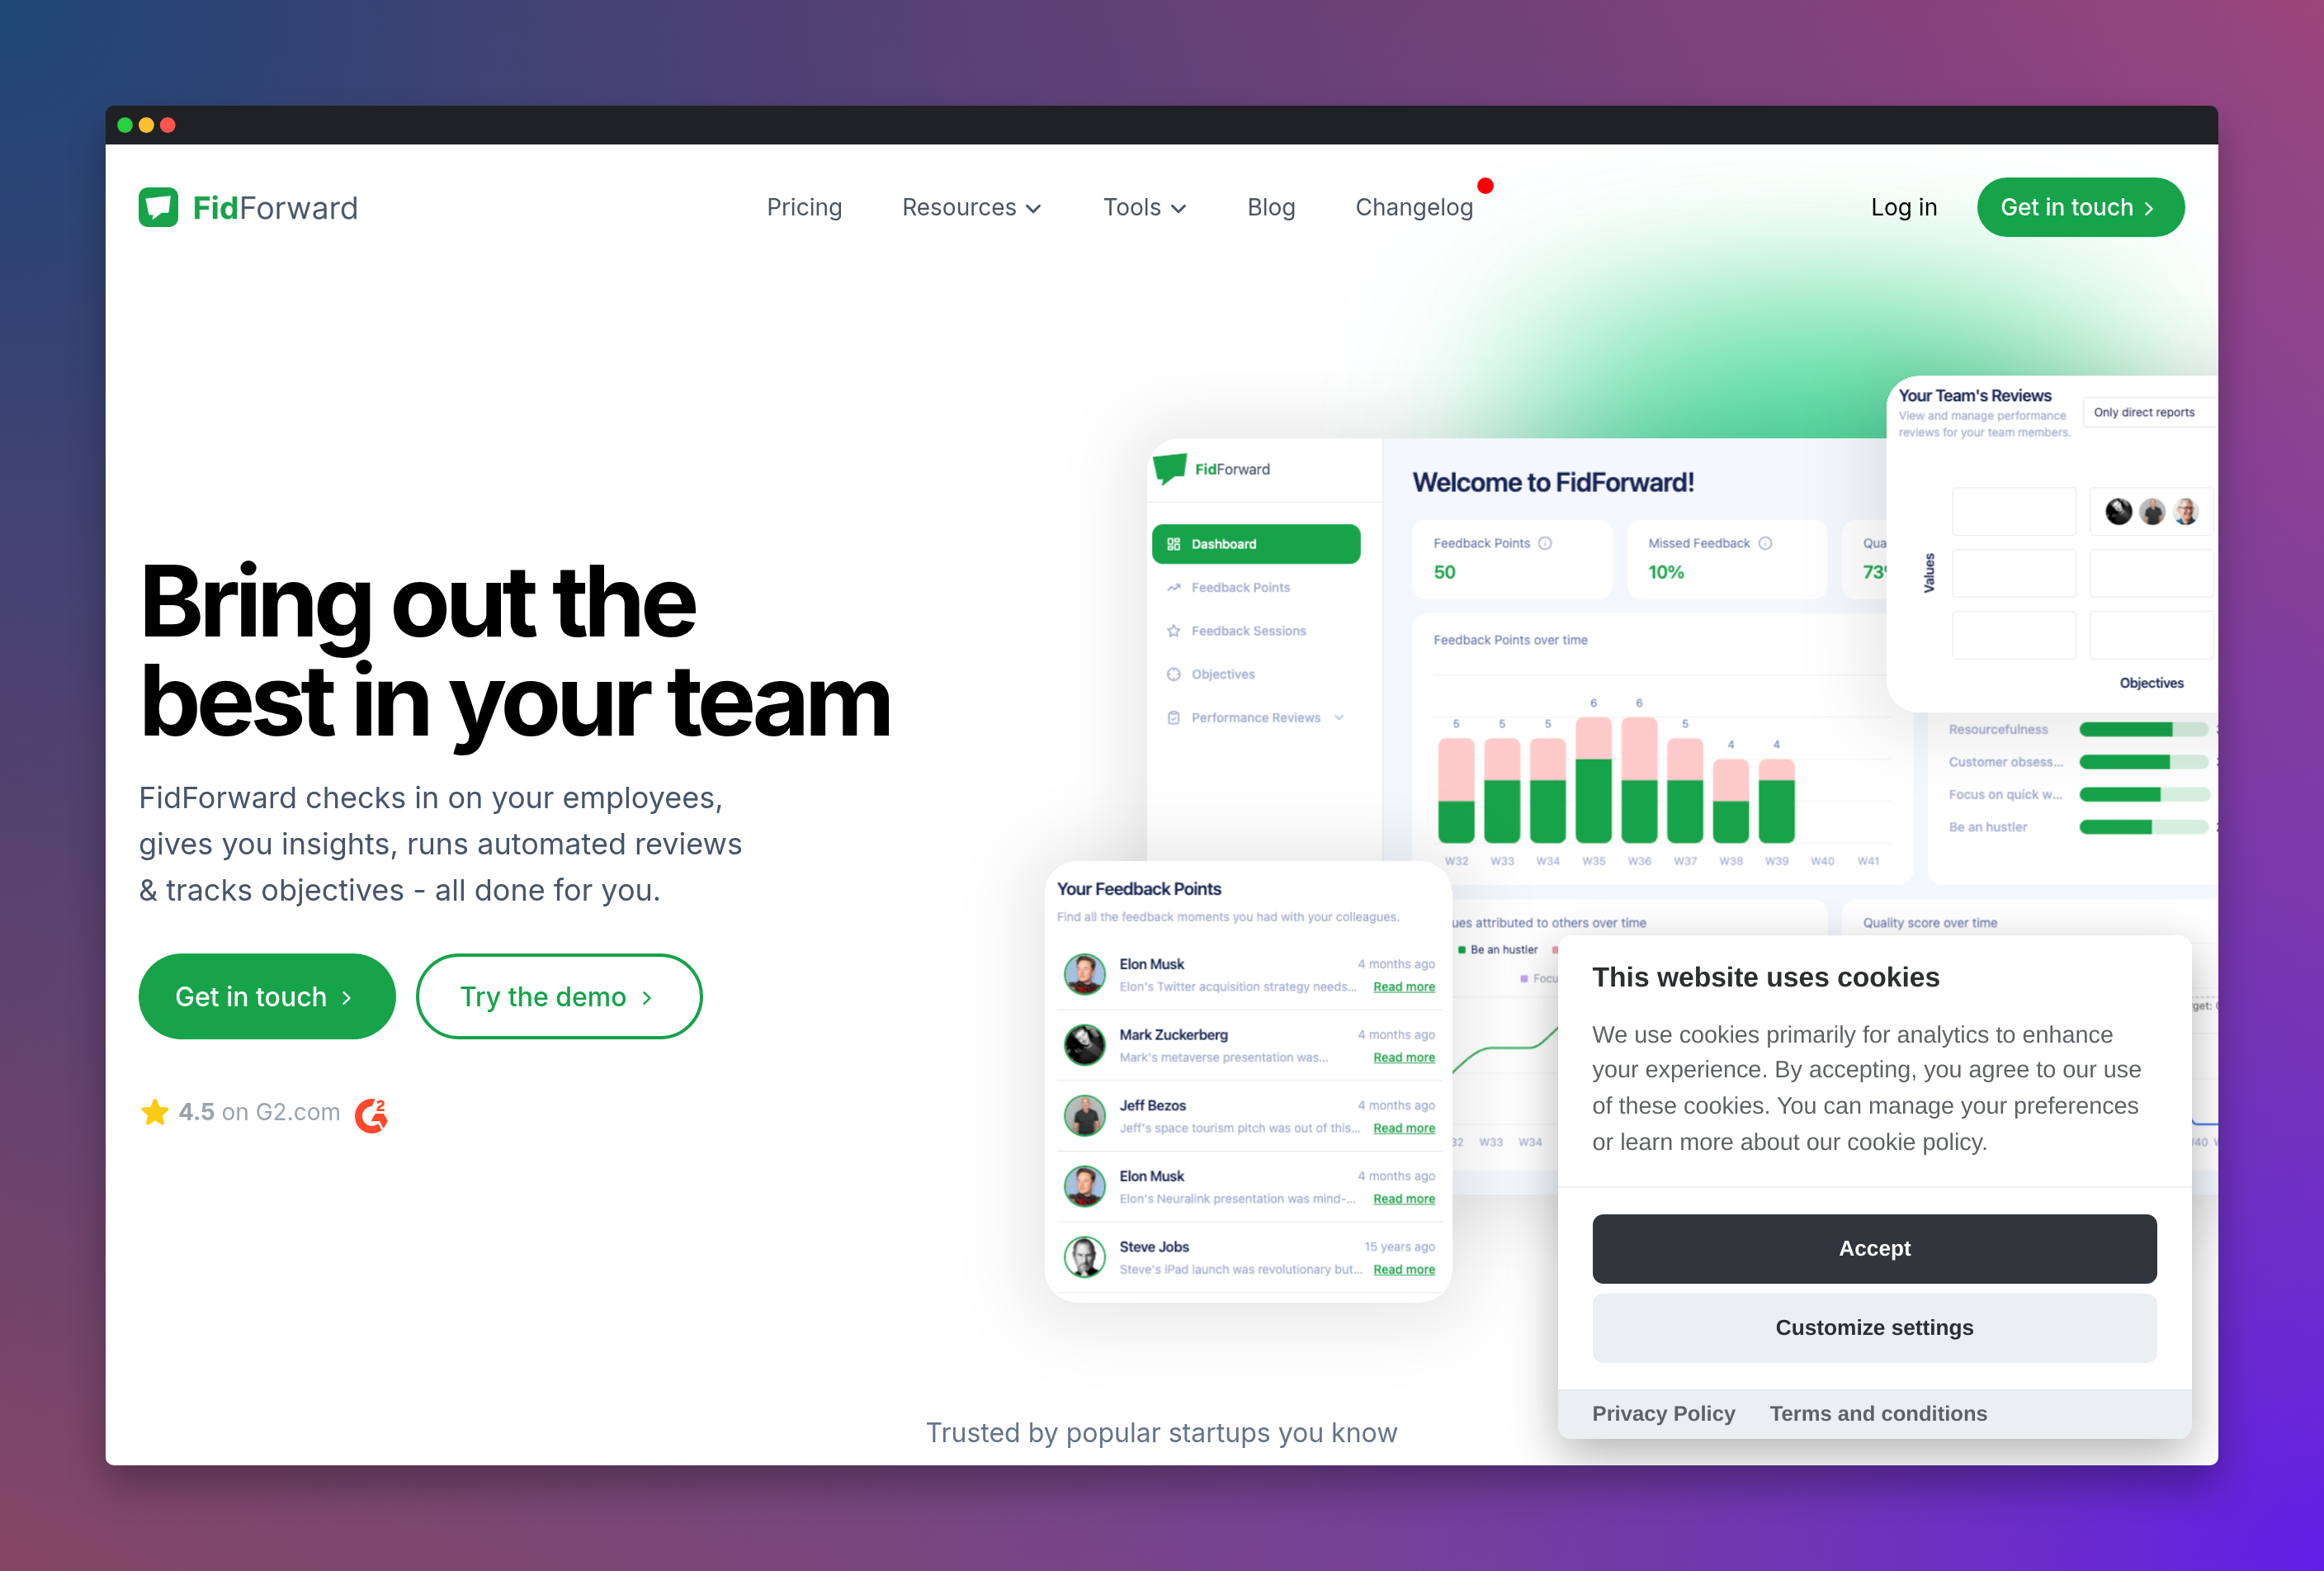 FidForward
Pricing
Resources
Tools
Blog
Changelog
Log in
Get in touch
Bring out the
best in your team
FidForward checks in on your employees,
gives you insights, runs automated reviews
& tracks objectives - all done for you.
Get in touch
Try the demo
4.5 on G2.com
FidForward
Dashboard
Feedback Points
Feedback Sessions
Objectives
Performance Reviews
Welcome to FidForward!
Feedback Points
50
Missed Feedback
10%
73
Feedback Points over time
5 5 5 6 6 5 4 4
W32 W33 W34 W35 W36 W37 W38 W39 W40 W41
Your Team's Reviews
View and manage performance
reviews for your team members.
Only direct reports
Values
Objectives
Resourcefulness
Customer obsess...
Focus on quick w...
Be an hustler
attributed to others over time
Be an hustler
W33 W34
Quality score over time
Your Feedback Points
Find all the feedback moments you had with your colleagues.
Elon Musk 4 months ago
Elon's Twitter acquisition strategy needs... Read more
Mark Zuckerberg 4 months ago
Mark's metaverse presentation was... Read more
Jeff Bezos 4 months ago
Jeff's space tourism pitch was out of this... Read more
Elon Musk 4 months ago
Elon's Neuralink presentation was mind-... Read more
Steve Jobs 15 years ago
Steve's iPad launch was revolutionary but... Read more
This website uses cookies
We use cookies primarily for analytics to enhance
your experience. By accepting, you agree to our use
of these cookies. You can manage your preferences
or learn more about our cookie policy.
Accept
Customize settings
Privacy Policy Terms and conditions
Trusted by popular startups you know